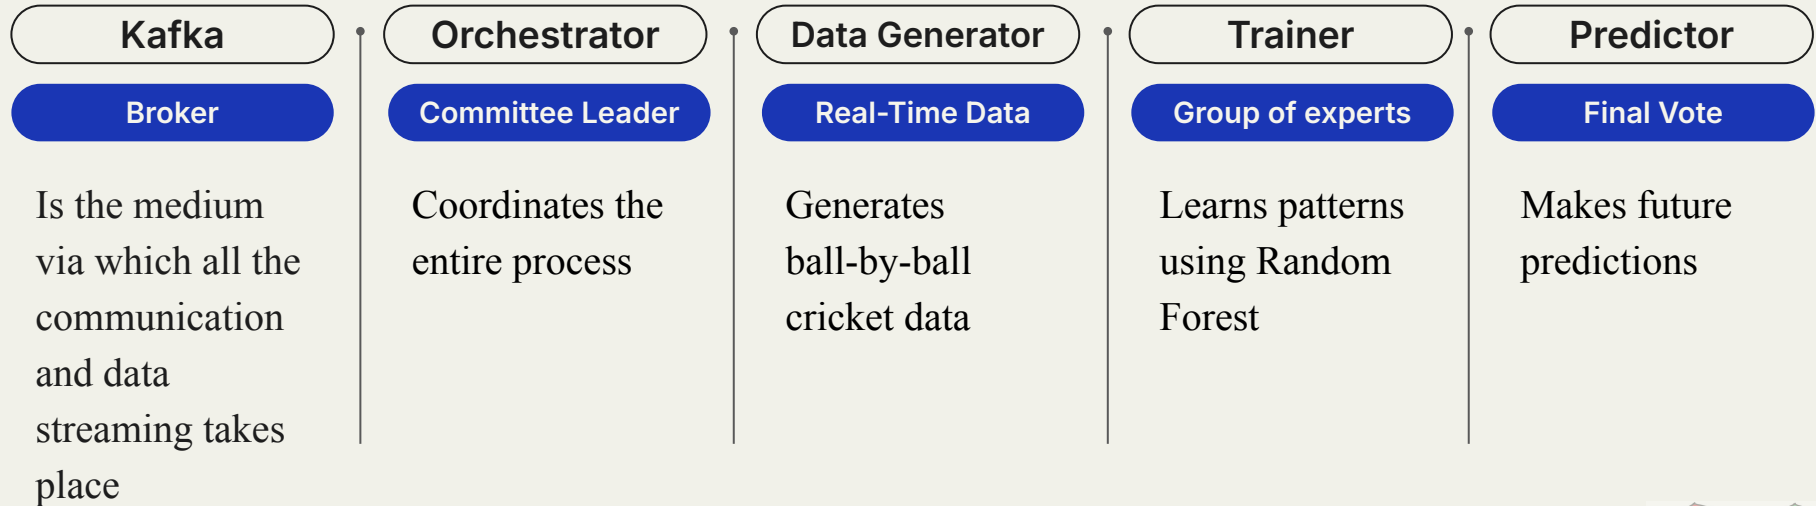 Kafka
Broker
Is the medium
via which all the
communication
and data
streaming takes
place
Orchestrator
Committee Leader
Coordinates the
entire process
Data Generator
Real-Time Data
Generates
ball-by-ball
cricket data
Trainer
Group of experts
Learns patterns
using Random
Forest
Predictor
Final Vote
Makes future
predictions